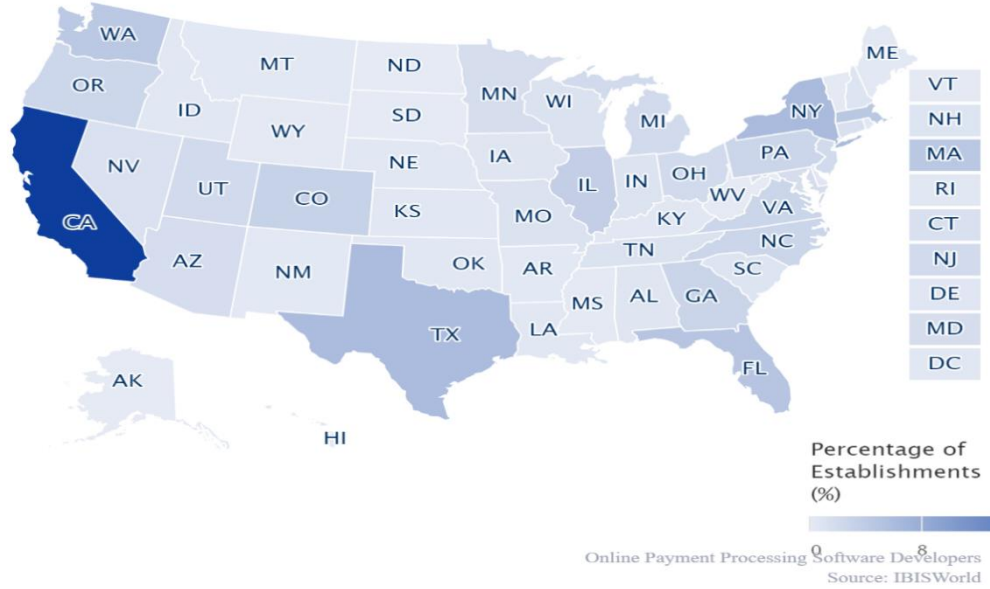 WA
ME
MT
ND
OR
MN
VT
ID
SD
WI
NY
NH
WY
MI
MA
NV
NE
IA
PA
UT
IL
IN
OH
RI
CO
WV
CA
KS
MO
KY
VA
CT
AZ
OK
TN
NC
NJ
NM
AR
SC
MS
AL
GA
DE
TX
LA
MD
FL
DC
AK
HI
Percentage of
Establishments
(%)
0 8
Online Payment Processing Software Developers
Source: IBISWorld